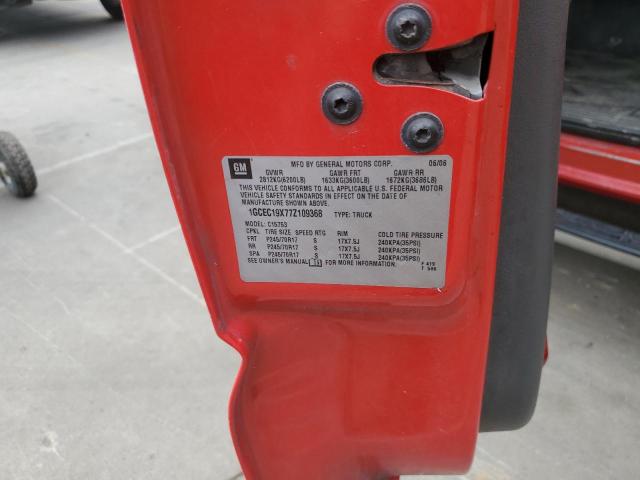 GM
MFD BY GENERAL MOTORS CORP. 06/06
GVWR GAWR FRT GAWR RR
2812KG(6200LB) 1633KG(3600LB) 1672KG(3686LB)
THIS VEHICLE CONFORMS TO ALL APPLICABLE U.S. FEDERAL MOTOR
VEHICLE SAFETY STANDARDS IN EFFECT ON THE DATE OF
MANUFACTURE SHOWN ABOVE.
1GCEC19X77Z109368 TYPE: TRUCK
MODEL: C15753
CPKL TIRE SIZE SPEED RTG RIM COLD TIRE PRESSURE
FRT P245/70R17 S 17X7.5J 240KPA(35PSI)
RR P245/70R17 S 17X7.5J 240KPA(35PSI)
SPA P245/70R17 S 17X7.5J 240KPA(35PSI)
SEE OWNER'S MANUAL FOR MORE INFORMATION.